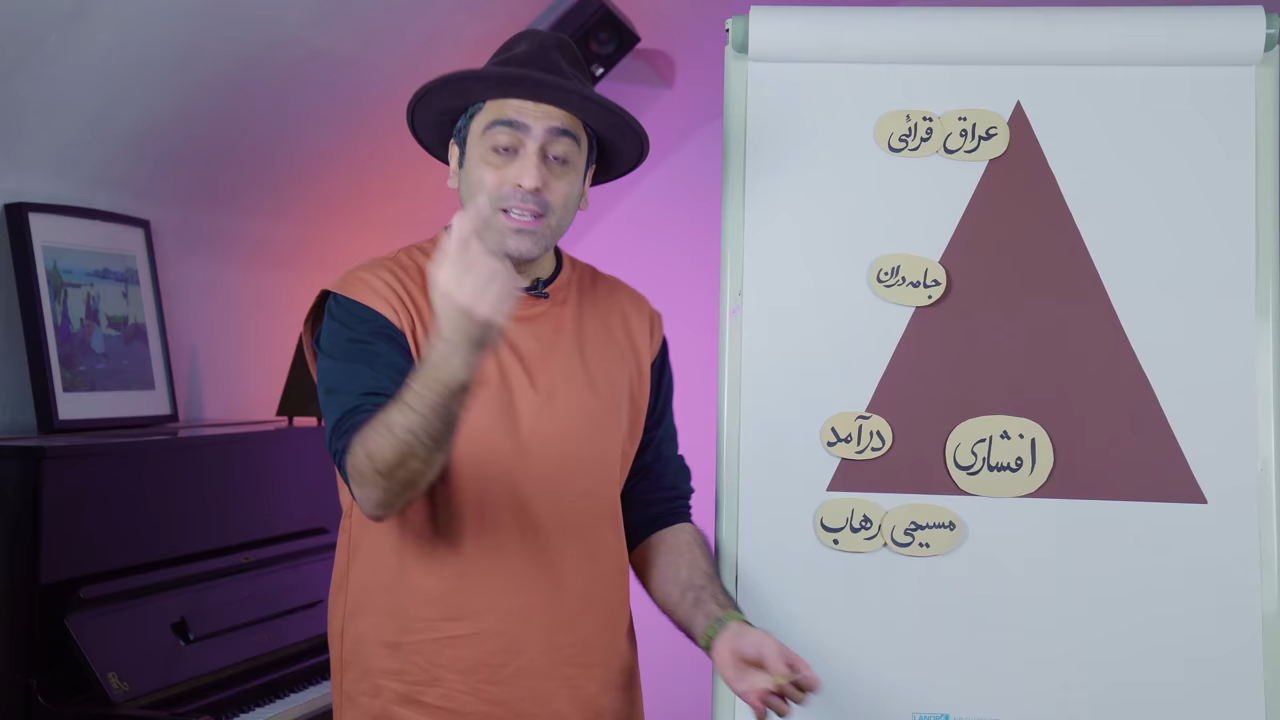 عراق قرائی
جامه‌دران
درآمد
افشاری
مسیحی رهاب